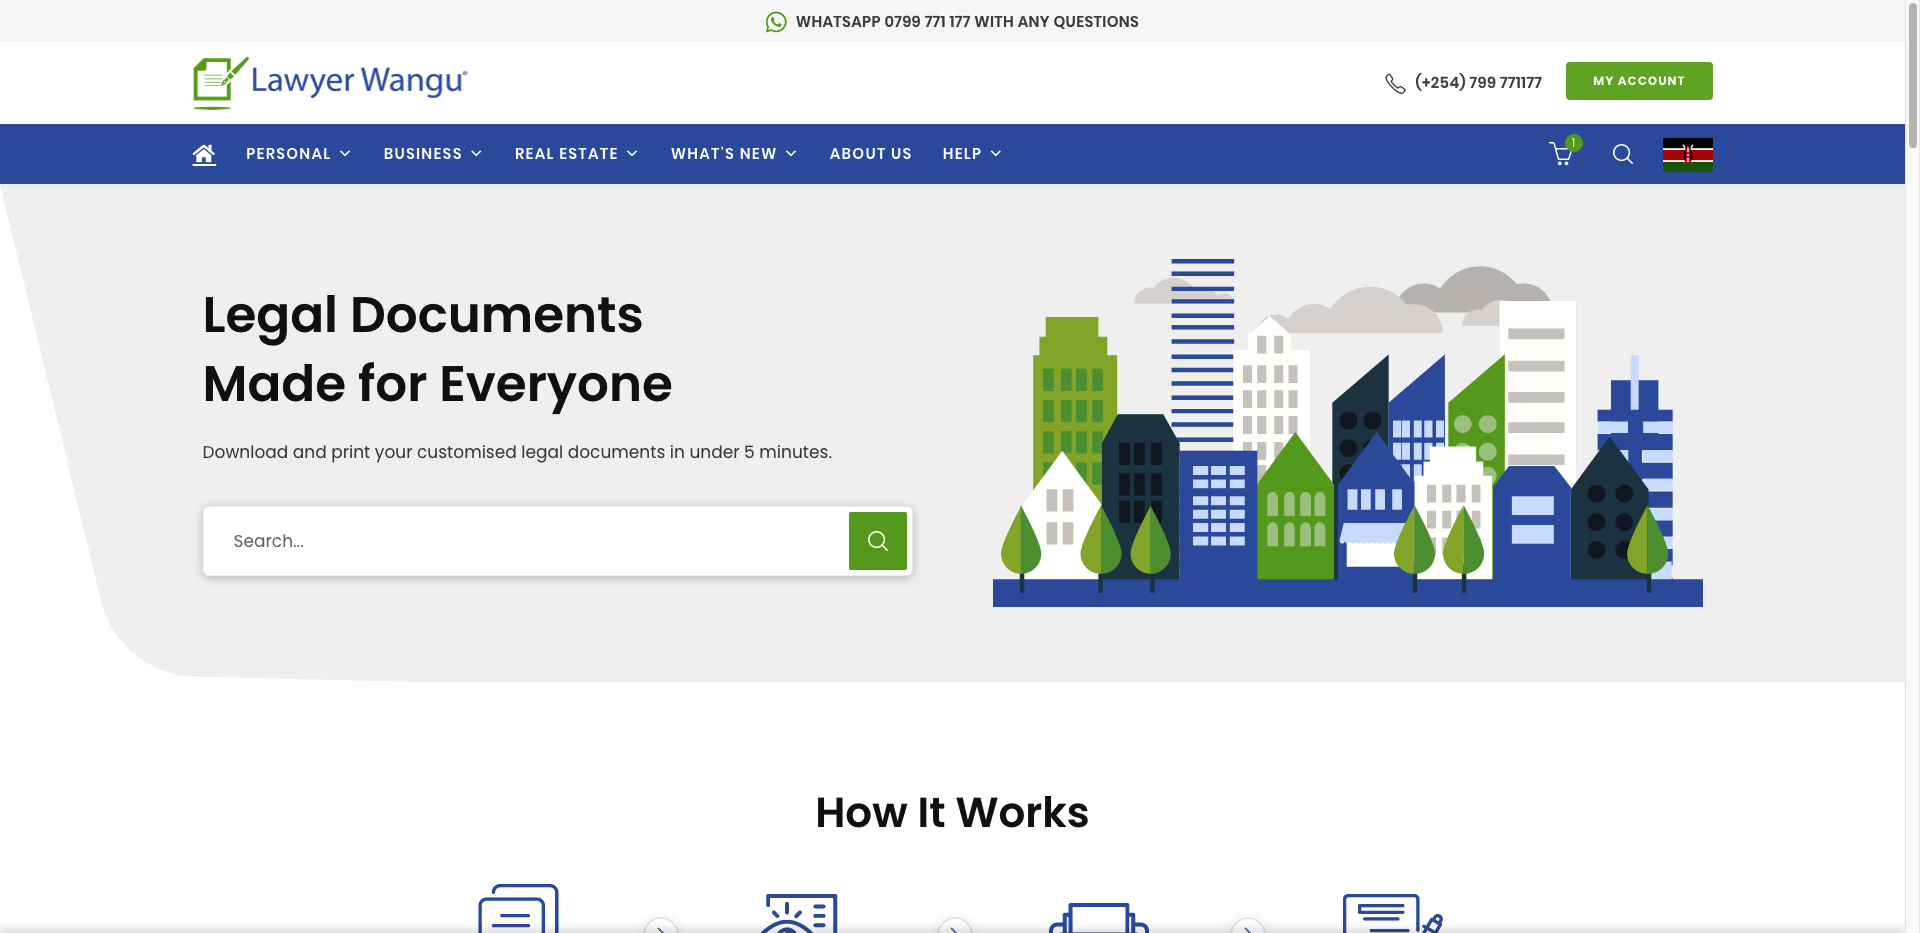 WHATSAPP 0799 771 177 WITH ANY QUESTIONS
Lawyer Wangu®
(+254) 799 771177
MY ACCOUNT
PERSONAL
BUSINESS
REAL ESTATE
WHAT'S NEW
ABOUT US
HELP
1
Legal Documents
Made for Everyone
Download and print your customised legal documents in under 5 minutes.
Search...
How It Works